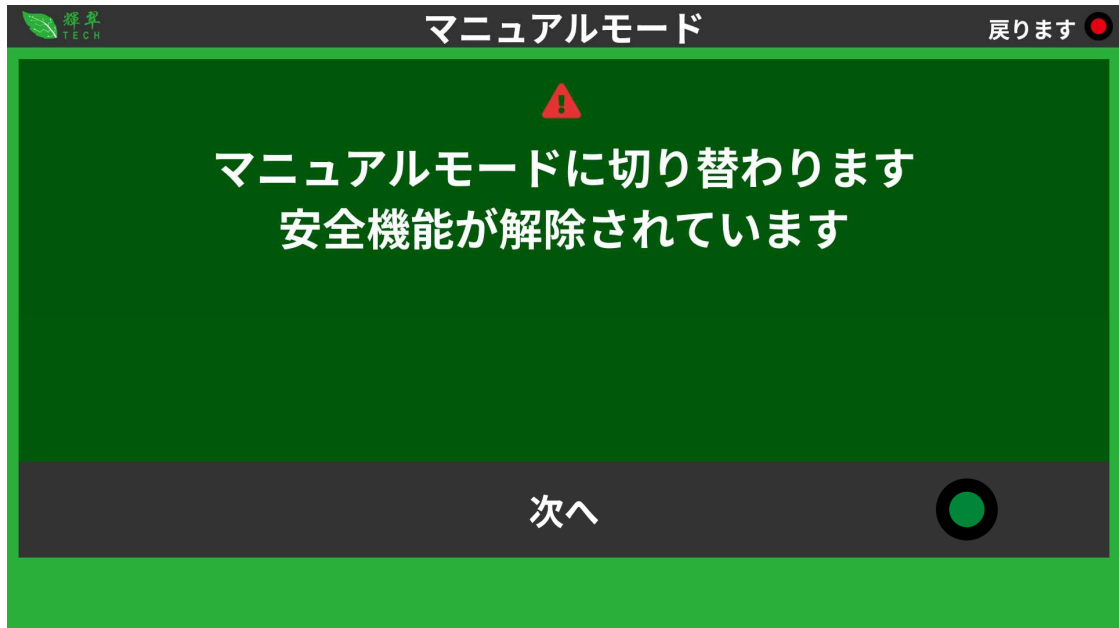 輝翠
TECH
マニュアルモード
戻ります
マニュアルモードに切り替わります
安全機能が解除されています
次へ